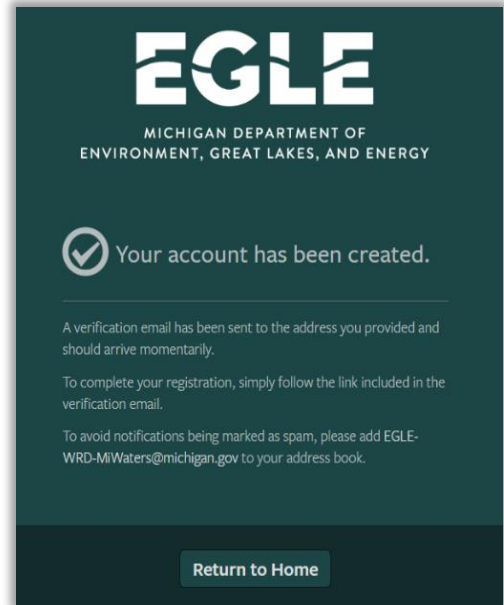 EGLE
MICHIGAN DEPARTMENT OF
ENVIRONMENT, GREAT LAKES, AND ENERGY
Your account has been created.
A verification email has been sent to the address you provided and
should arrive momentarily.
To complete your registration, simply follow the link included in the
verification email.
To avoid notifications being marked as spam, please add EGLE-
WRD-MiWaters@michigan.gov to your address book.
Return to Home